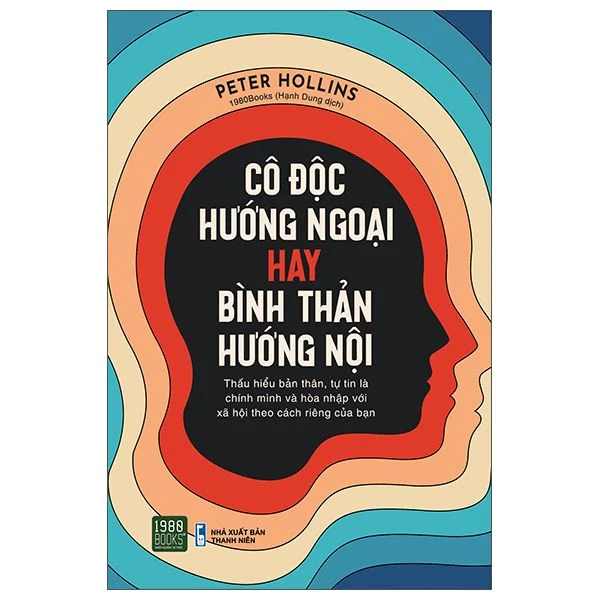 PETER HOLLINS
1980Books (Hạnh Dung dịch)
CÔ ĐỘC
HƯỚNG NGOẠI
HAY
BÌNH THẢN
HƯỚNG NỘI
Thấu hiểu bản thân, tự tin là
chính mình và hòa nhập với
xã hội theo cách riêng của bạn
1980
BOOKS
NHÀ XUẤT BẢN
THANH NIÊN